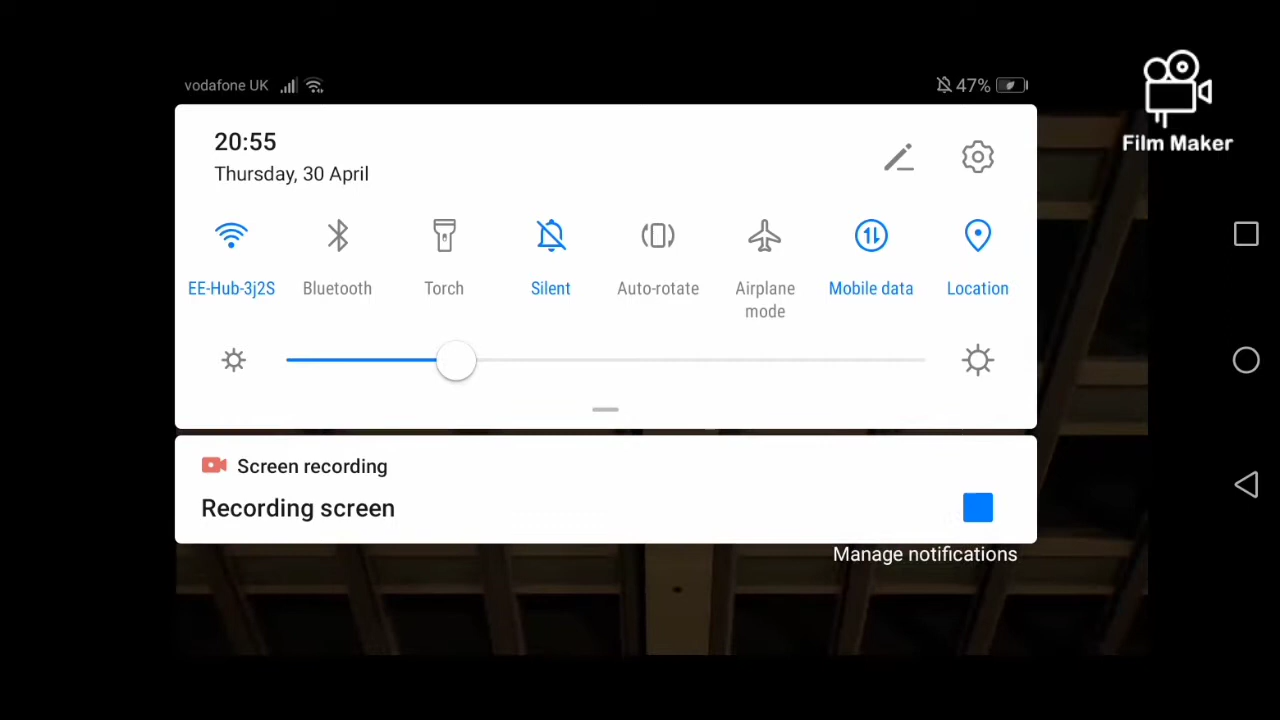 vodafone UK
47%
Film Maker
20:55
Thursday, 30 April
EE-Hub-3j2S Bluetooth Torch Silent Auto-rotate Airplane mode Mobile data Location
Screen recording
Recording screen
Manage notifications